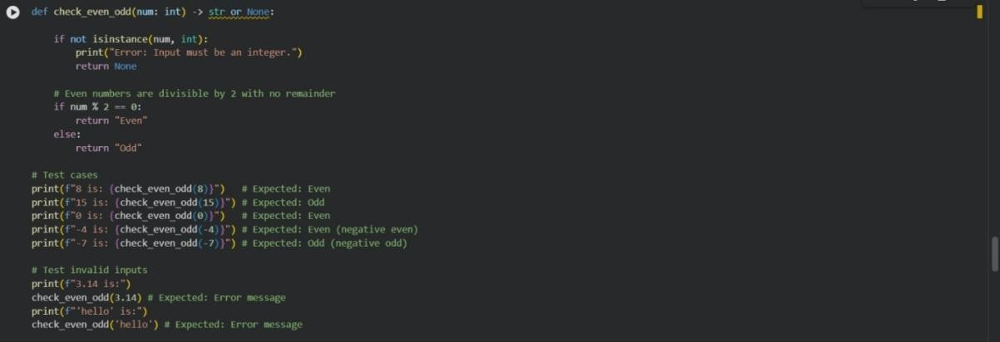 def check_even_odd(num: int) -> str or None:
if not isinstance(num, int):
print("Error: Input must be an integer.")
return None
# Even numbers are divisible by 2 with no remainder
if num % 2 == 0:
return "Even"
else:
return "Odd"
# Test cases
print(f"8 is: {check_even_odd(8)}")   # Expected: Even
print(f"15 is: {check_even_odd(15)}") # Expected: Odd
print(f"0 is: {check_even_odd(0)}")   # Expected: Even
print(f"-4 is: {check_even_odd(-4)}") # Expected: Even (negative even)
print(f"-7 is: {check_even_odd(-7)}") # Expected: Odd (negative odd)
# Test invalid inputs
print(f"3.14 is:")
check_even_odd(3.14) # Expected: Error message
print(f"'hello' is:")
check_even_odd('hello') # Expected: Error message